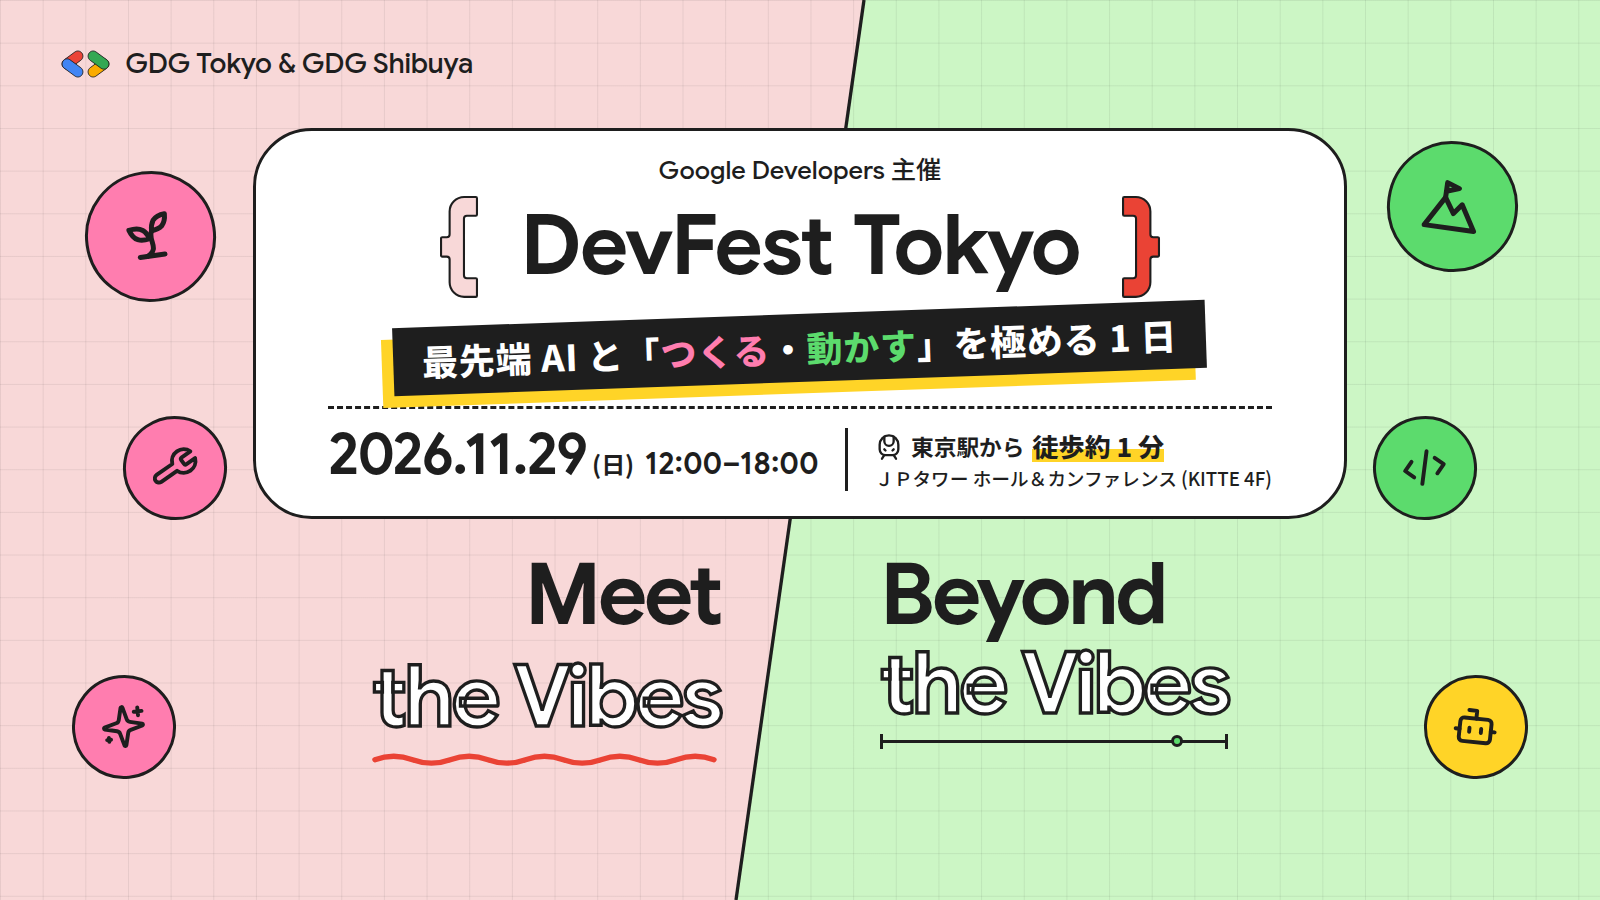 GDG Tokyo & GDG Shibuya
Google Developers 主催
{ DevFest Tokyo }
最先端 AI と「つくる・動かす」を極める 1 日
2026.11.29 (日) 12:00–18:00
東京駅から 徒歩約 1 分
JPタワー ホール&カンファレンス (KITTE 4F)
Meet
the Vibes
Beyond
the Vibes